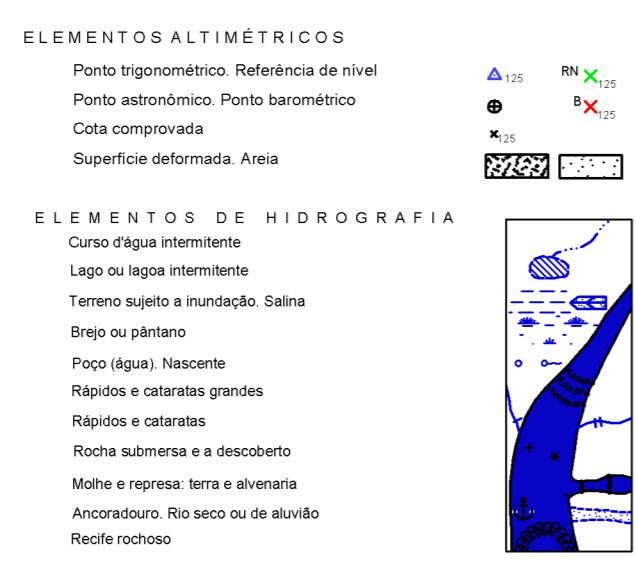 ELEMENTOS ALTIMÉTRICOS
Ponto trigonométrico. Referência de nível 125 RN 125
Ponto astronômico. Ponto barométrico B 125
Cota comprovada 125
Superfície deformada. Areia
ELEMENTOS DE HIDROGRAFIA
Curso d'água intermitente
Lago ou lagoa intermitente
Terreno sujeito a inundação. Salina
Brejo ou pântano
Poço (água). Nascente
Rápidos e cataratas grandes
Rápidos e cataratas
Rocha submersa e a descoberto
Molhe e represa: terra e alvenaria
Ancoradouro. Rio seco ou de aluvião
Recife rochoso